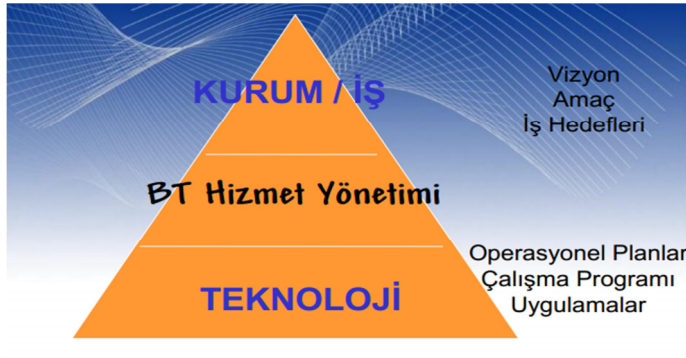 KURUM / İŞ
Vizyon
Amaç
İş Hedefleri
BT Hizmet Yönetimi
Operasyonel Planlar
Çalışma Programı
Uygulamalar
TEKNOLOJİ